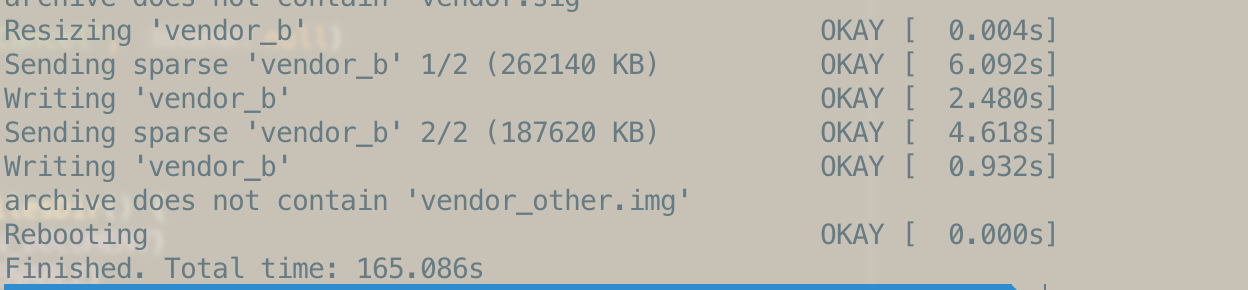 archive does not contain 'vendor.sig'
Resizing 'vendor_b' OKAY [  0.004s]
Sending sparse 'vendor_b' 1/2 (262140 KB) OKAY [  6.092s]
Writing 'vendor_b' OKAY [  2.480s]
Sending sparse 'vendor_b' 2/2 (187620 KB) OKAY [  4.618s]
Writing 'vendor_b' OKAY [  0.932s]
archive does not contain 'vendor_other.img'
Rebooting OKAY [  0.000s]
Finished. Total time: 165.086s